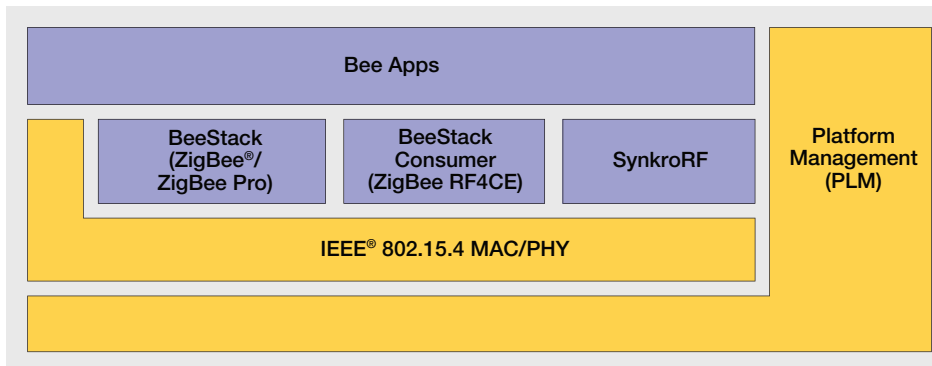 Bee Apps
BeeStack
(ZigBee®/
ZigBee Pro)
BeeStack
Consumer
(ZigBee RF4CE)
SynkroRF
Platform
Management
(PLM)
IEEE® 802.15.4 MAC/PHY